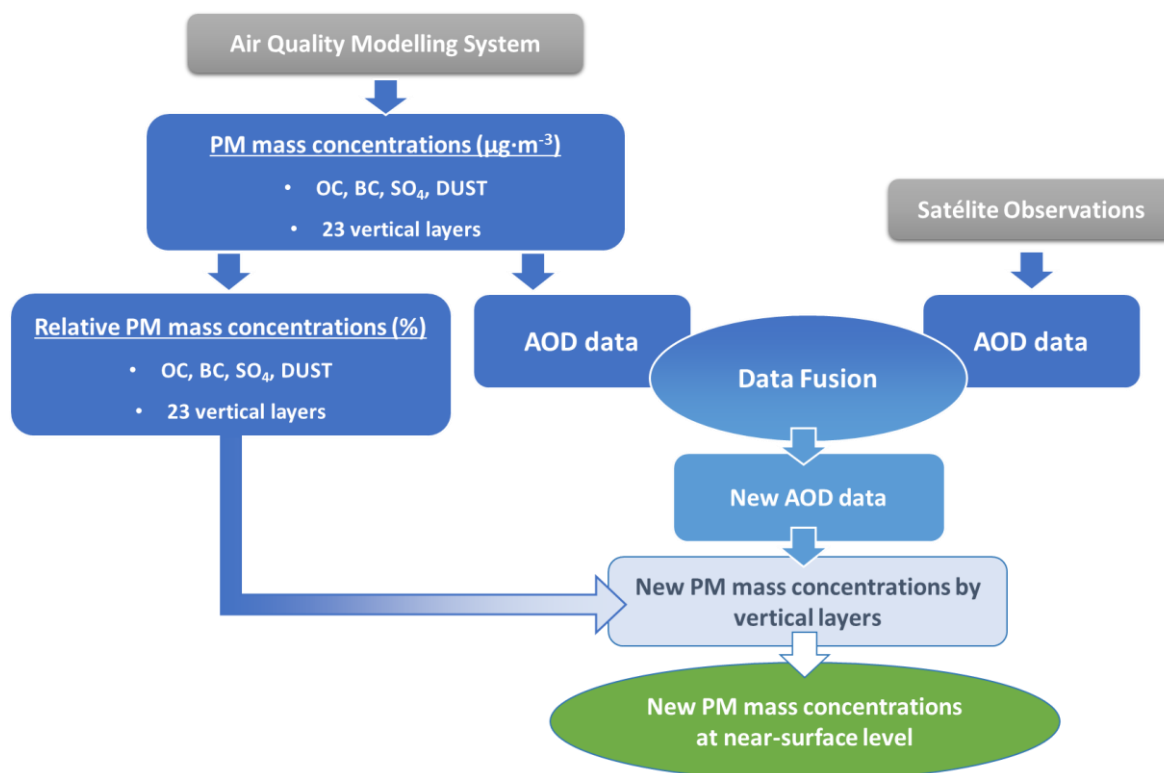 Air Quality Modelling System
PM mass concentrations (µg·m⁻³)
• OC, BC, SO₄, DUST
• 23 vertical layers
Satélite Observations
Relative PM mass concentrations (%)
• OC, BC, SO₄, DUST
• 23 vertical layers
AOD data
AOD data
Data Fusion
New AOD data
New PM mass concentrations by
vertical layers
New PM mass concentrations
at near-surface level